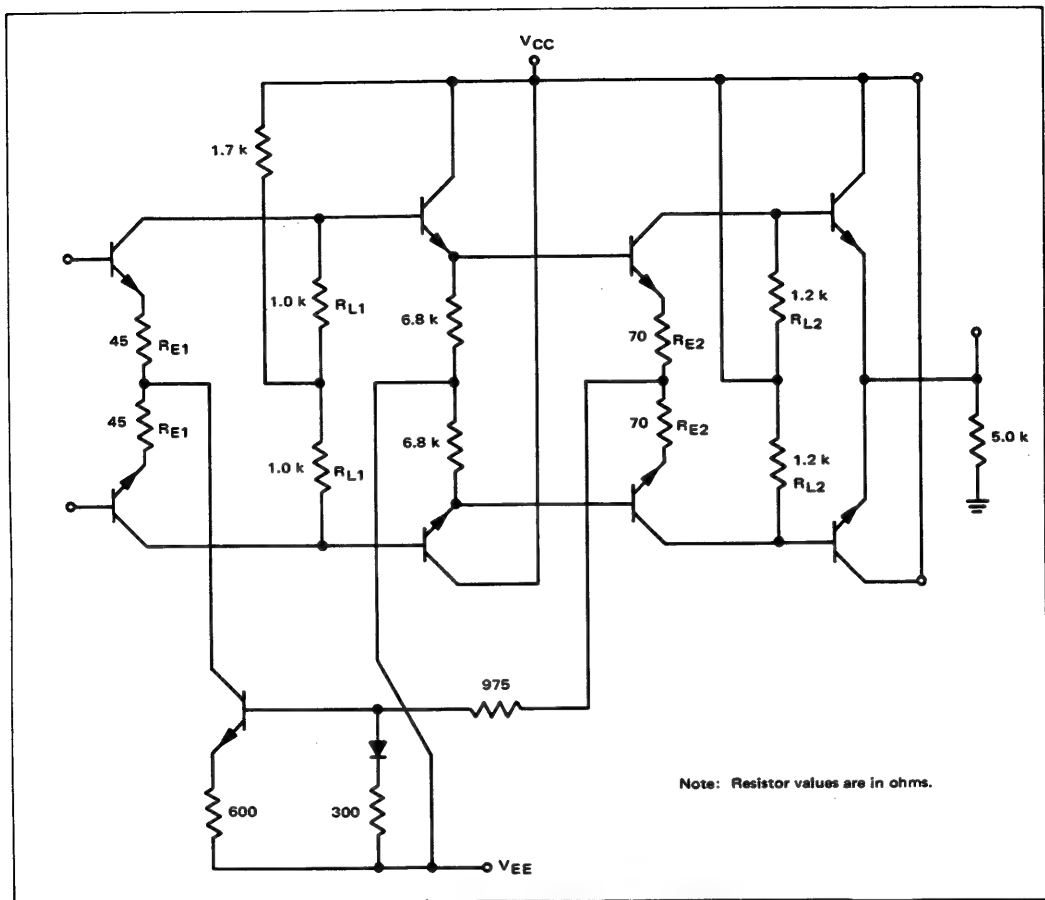 VCC
1.7 k
1.0 k
RL1
6.8 k
1.2 k
RL2
45
RE1
70
RE2
45
RE1
6.8 k
70
RE2
5.0 k
1.0 k
RL1
1.2 k
RL2
975
600
300
Note: Resistor values are in ohms.
VEE